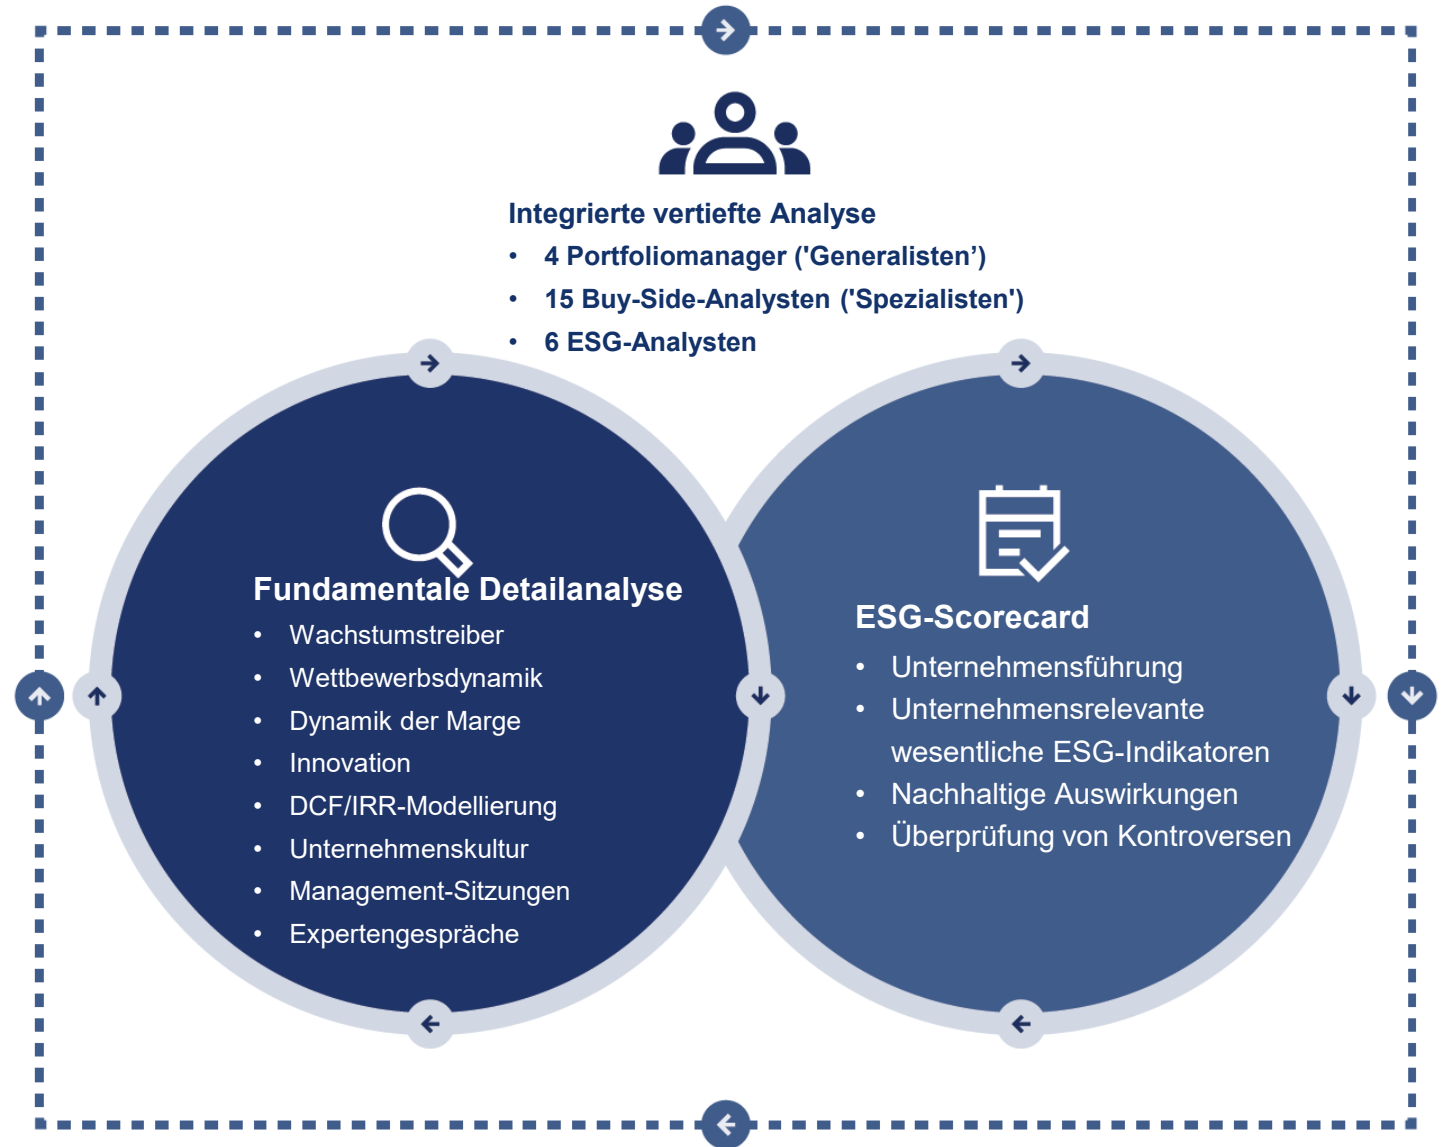 Integrierte vertiefte Analyse
• 4 Portfoliomanager ('Generalisten’)
• 15 Buy-Side-Analysten ('Spezialisten')
• 6 ESG-Analysten
Fundamentale Detailanalyse
• Wachstumstreiber
• Wettbewerbsdynamik
• Dynamik der Marge
• Innovation
• DCF/IRR-Modellierung
• Unternehmenskultur
• Management-Sitzungen
• Expertengespräche
ESG-Scorecard
• Unternehmensführung
• Unternehmensrelevante
wesentliche ESG-Indikatoren
• Nachhaltige Auswirkungen
• Überprüfung von Kontroversen